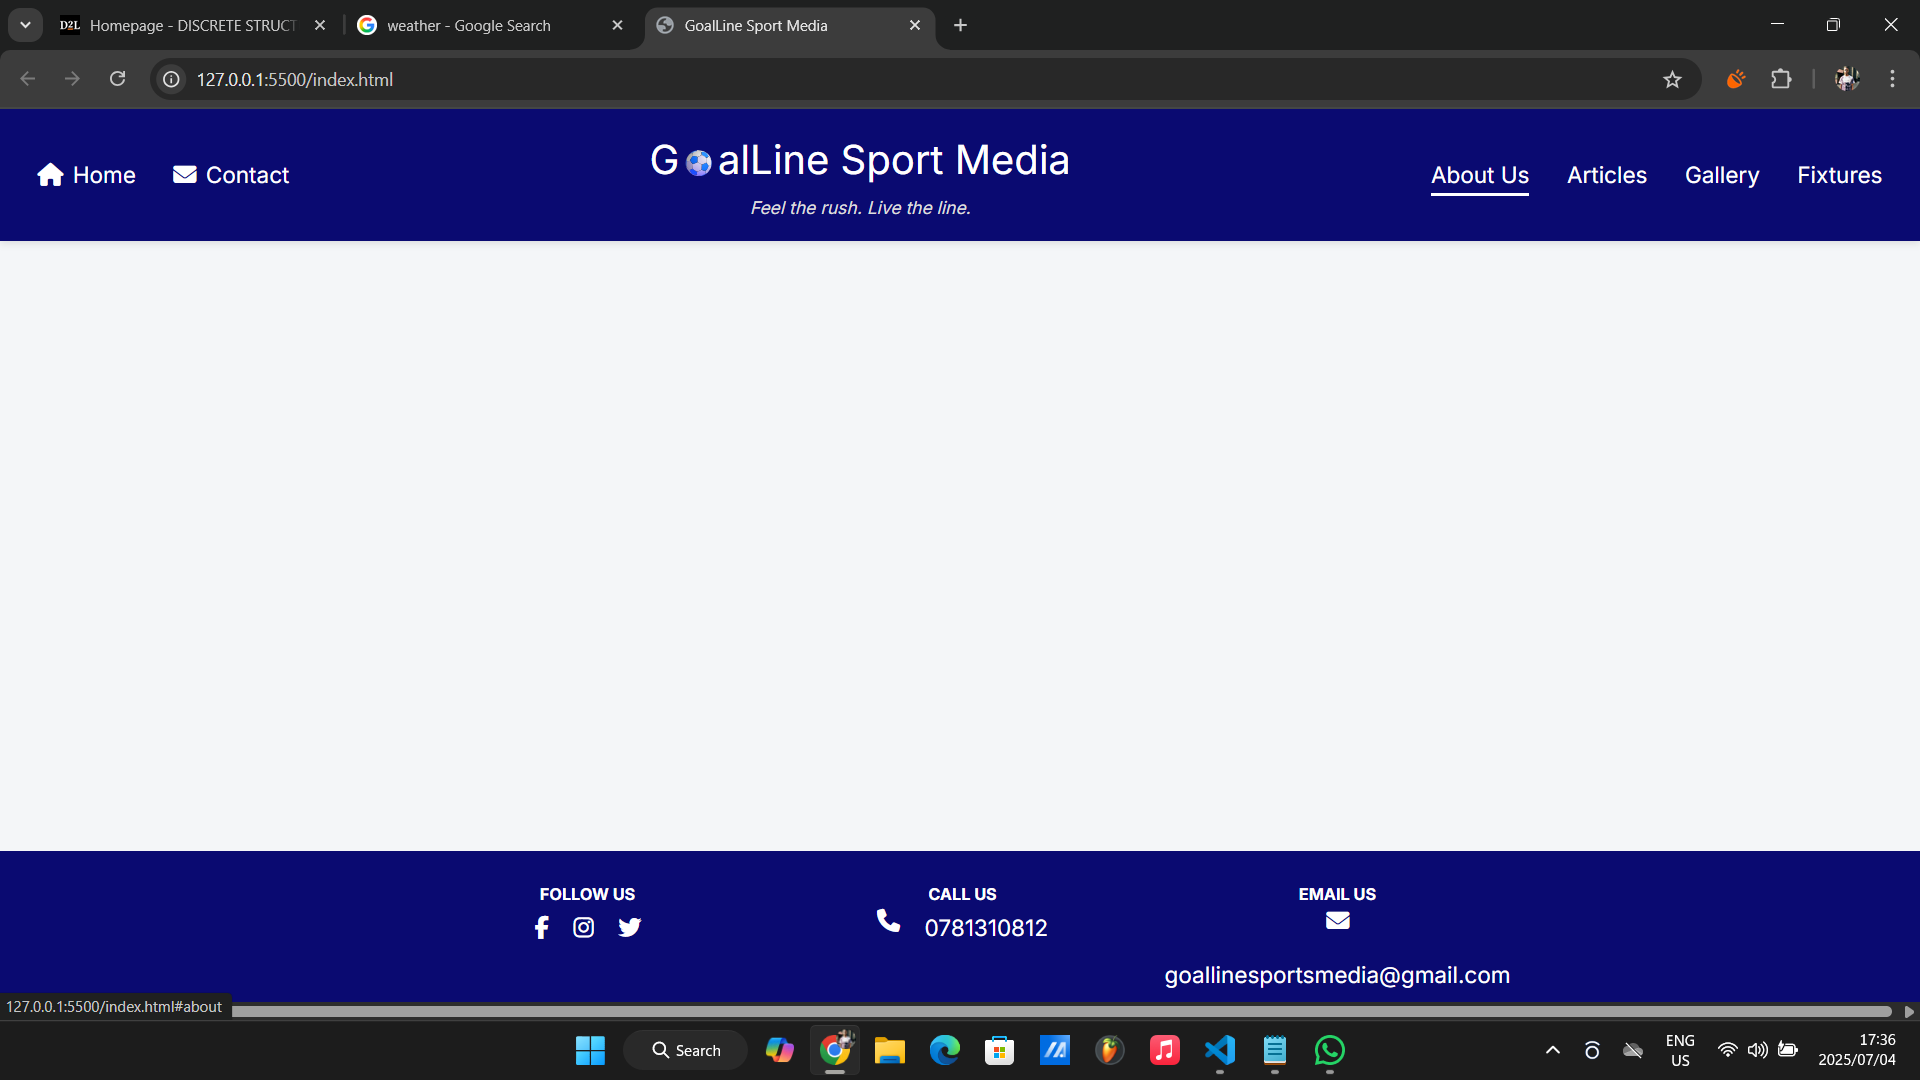 D2L Homepage - DISCRETE STRUCT
weather - Google Search
GoalLine Sport Media
127.0.0.1:5500/index.html
Home
Contact
G⚽alLine Sport Media
Feel the rush. Live the line.
About Us
Articles
Gallery
Fixtures
FOLLOW US
CALL US
0781310812
EMAIL US
goallinesportsmedia@gmail.com
127.0.0.1:5500/index.html#about
Search
ENG
US
17:36
2025/07/04